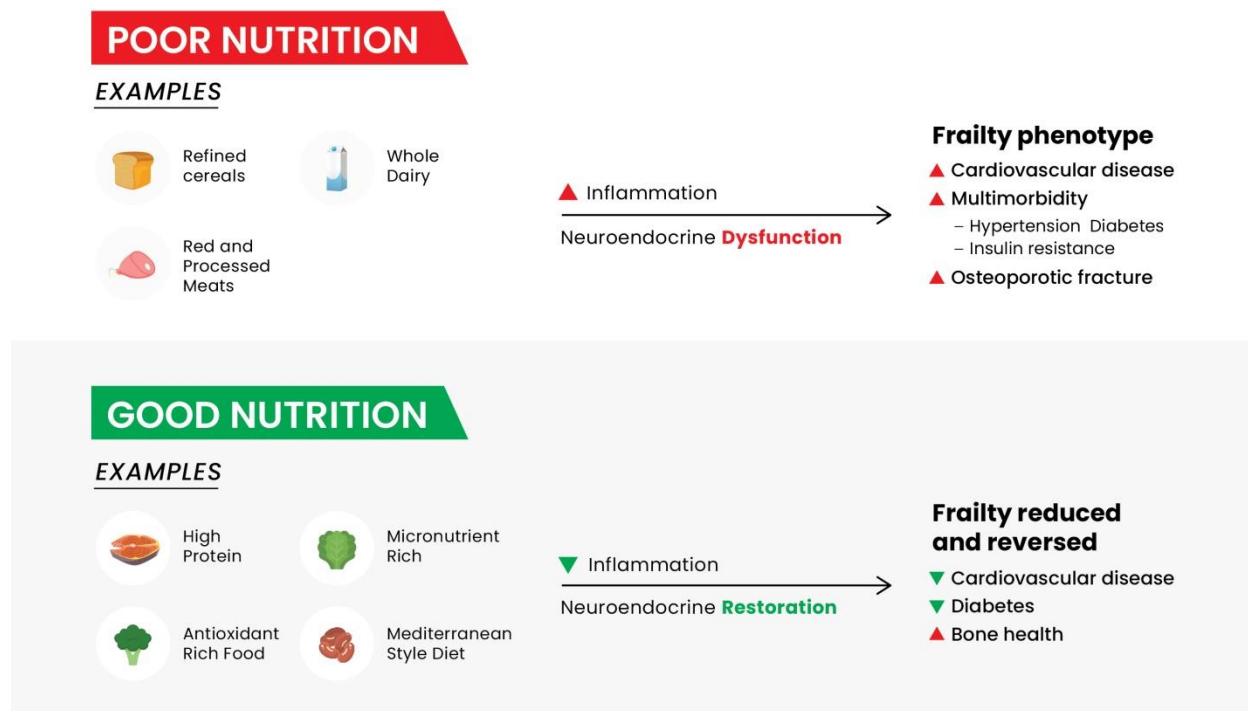 POOR NUTRITION
EXAMPLES
Refined
cereals
Whole
Dairy
Red and
Processed
Meats
Inflammation
Neuroendocrine Dysfunction
Frailty phenotype
Cardiovascular disease
Multimorbidity
– Hypertension Diabetes
– Insulin resistance
Osteoporotic fracture
GOOD NUTRITION
EXAMPLES
High
Protein
Micronutrient
Rich
Antioxidant
Rich Food
Mediterranean
Style Diet
Inflammation
Neuroendocrine Restoration
Frailty reduced
and reversed
Cardiovascular disease
Diabetes
Bone health